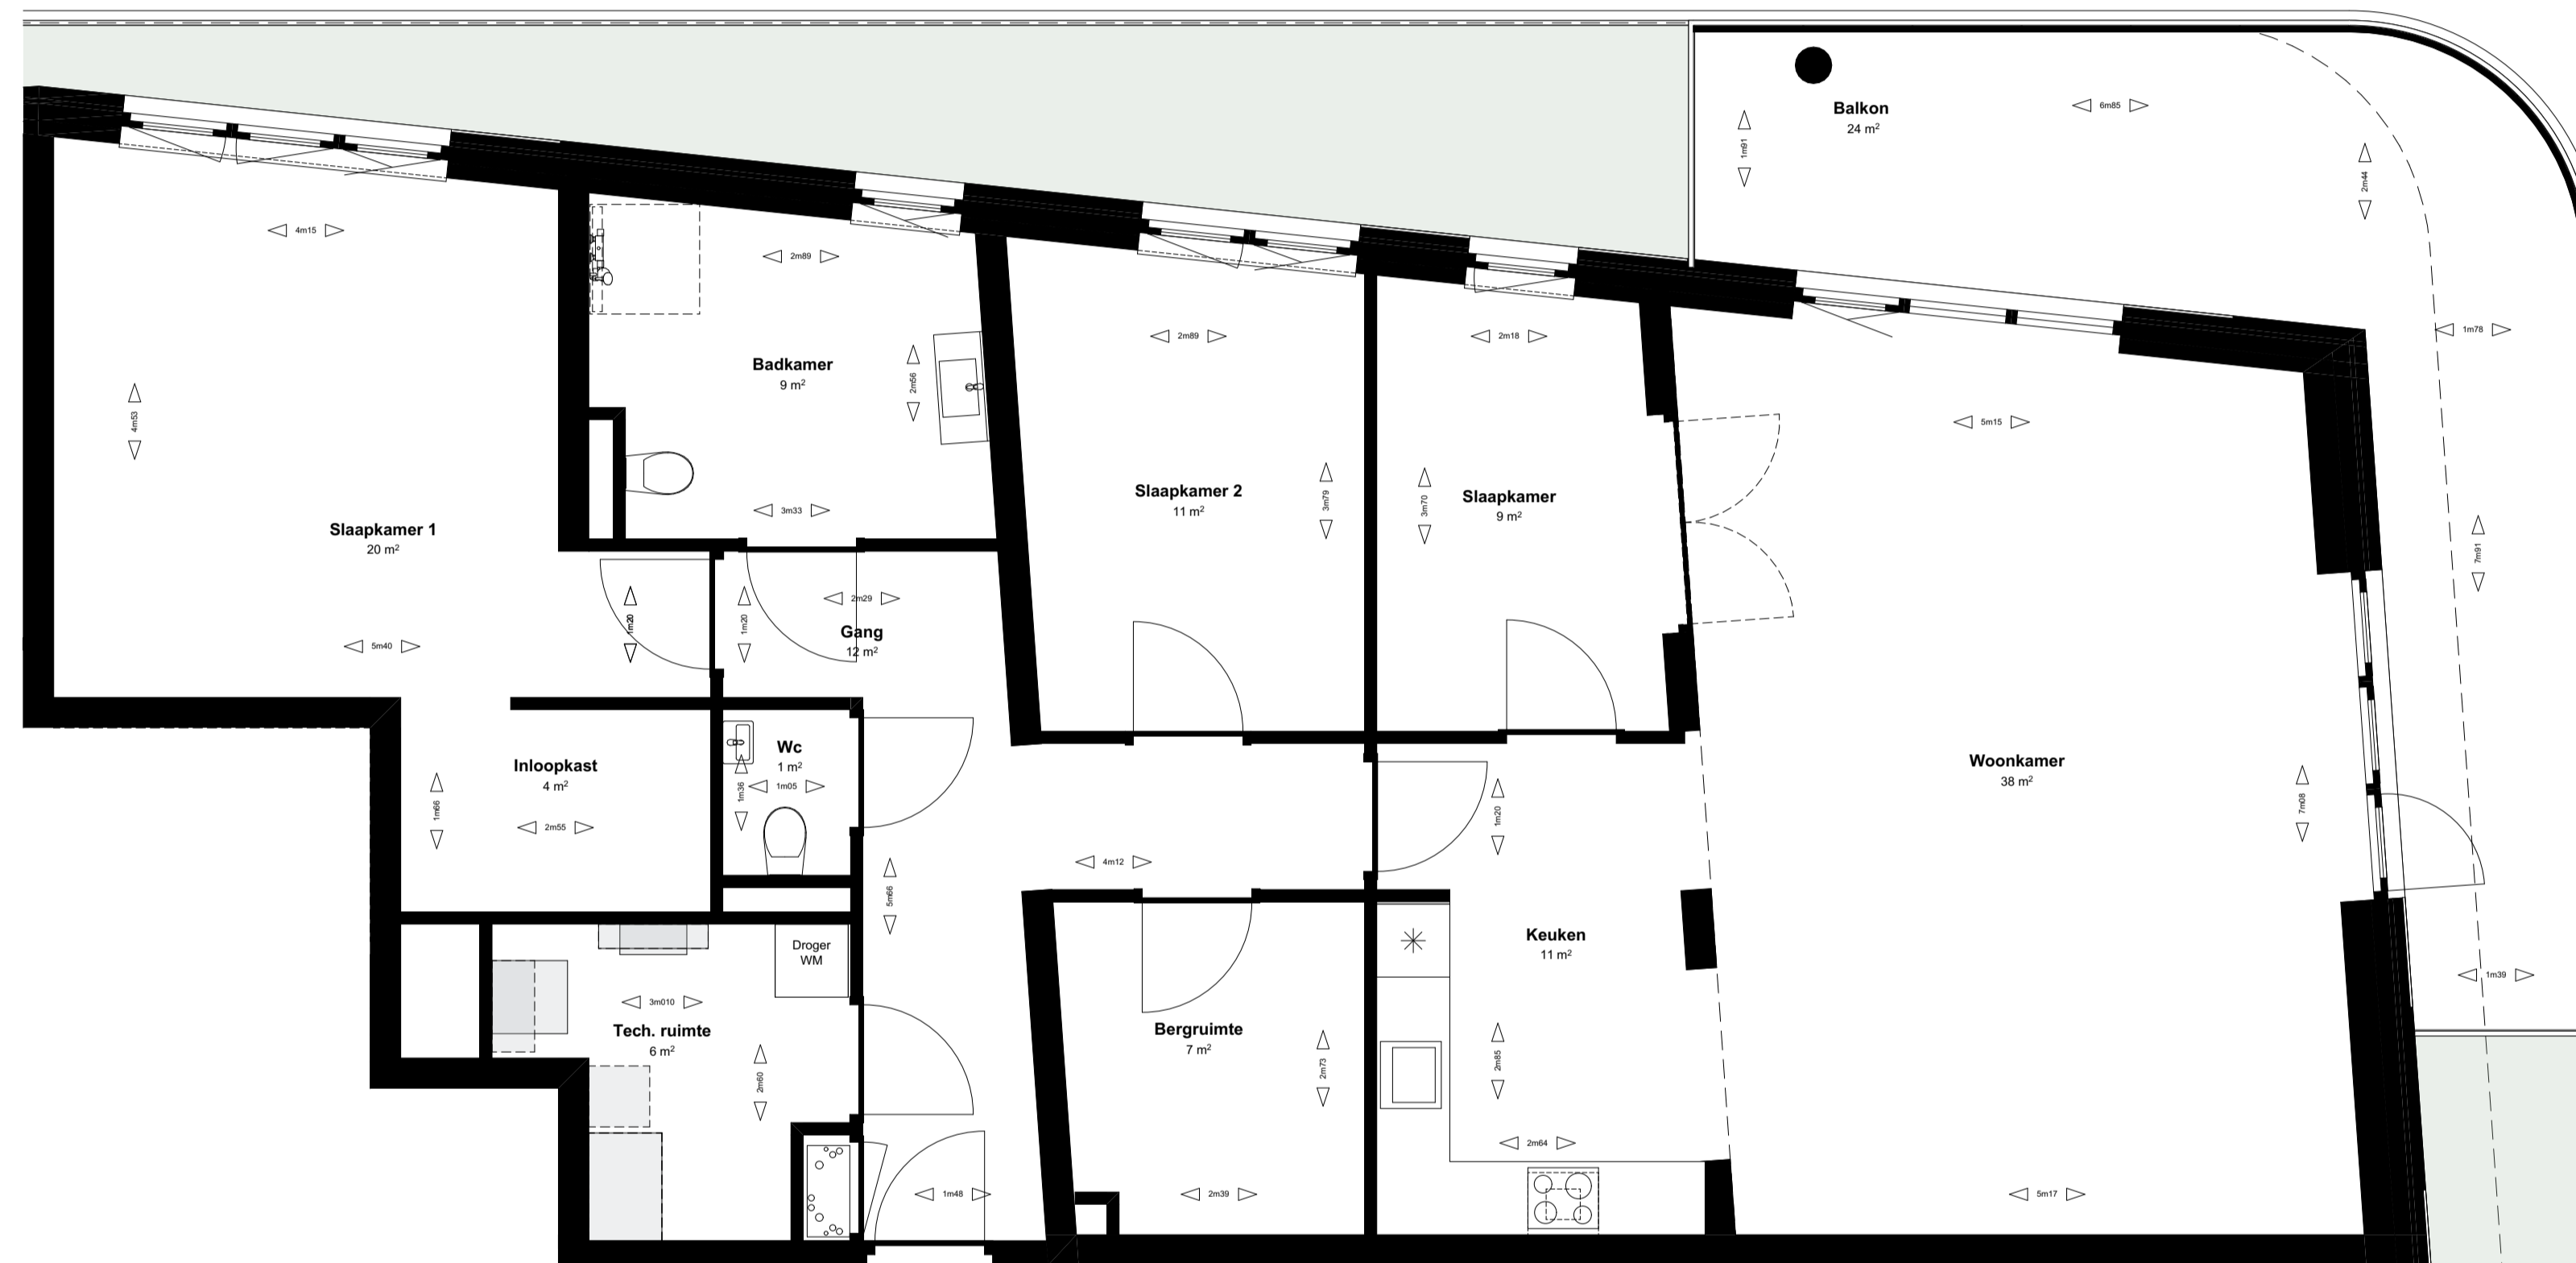 Balkon
24 m²
6m85
1m91
2m44
1m78
7m91
1m39
4m15
4m53
Slaapkamer 1
20 m²
5m40
2m89
Badkamer
9 m²
2m56
3m33
2m89
Slaapkamer 2
11 m²
3m79
2m18
Slaapkamer
9 m²
3m70
5m15
Woonkamer
38 m²
7m08
5m17
1m20
1m20
2m29
Gang
12 m²
Wc
1 m²
1m36
1m05
Inloopkast
4 m²
1m66
2m55
5m66
4m12
1m20
Droger
WM
3m010
Tech. ruimte
6 m²
2m60
1m48
Bergruimte
7 m²
2m73
2m39
Keuken
11 m²
2m85
2m64